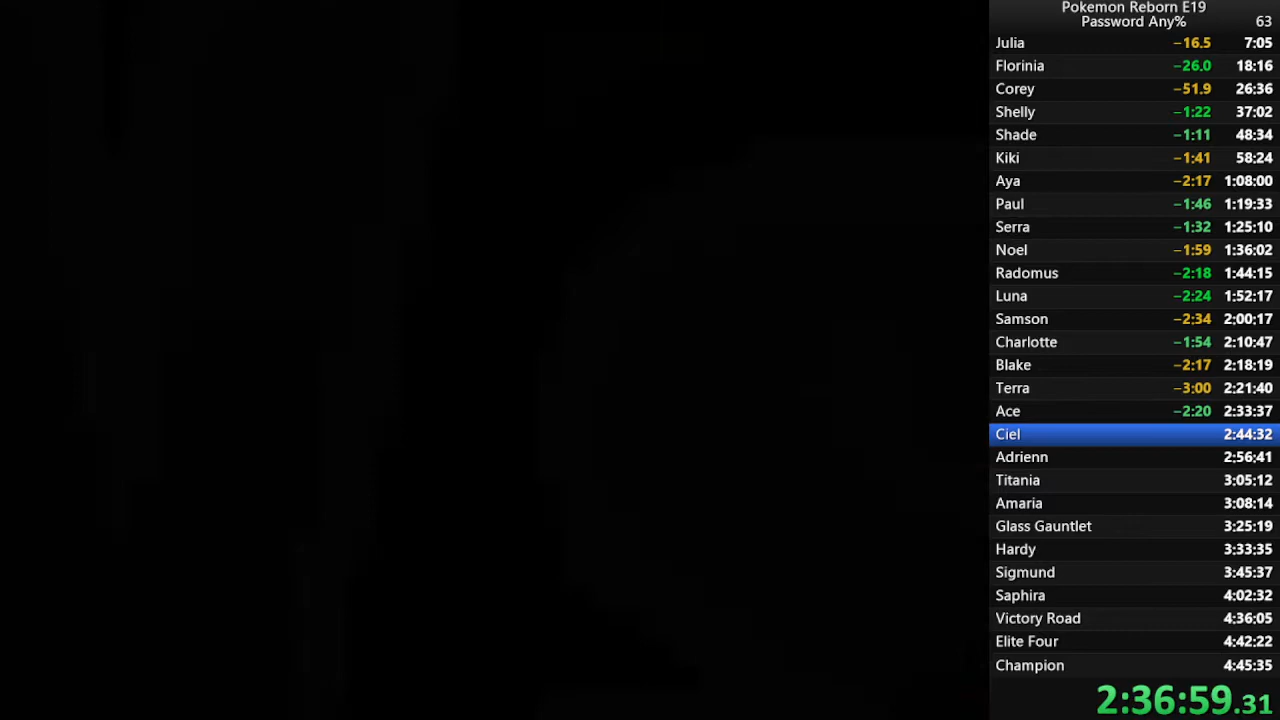 Pokemon Reborn E19
Password Any% 63
Julia −16.5 7:05
Florinia −26.0 18:16
Corey −51.9 26:36
Shelly −1:22 37:02
Shade −1:11 48:34
Kiki −1:41 58:24
Aya −2:17 1:08:00
Paul −1:46 1:19:33
Serra −1:32 1:25:10
Noel −1:59 1:36:02
Radomus −2:18 1:44:15
Luna −2:24 1:52:17
Samson −2:34 2:00:17
Charlotte −1:54 2:10:47
Blake −2:17 2:18:19
Terra −3:00 2:21:40
Ace −2:20 2:33:37
Ciel 2:44:32
Adrienn 2:56:41
Titania 3:05:12
Amaria 3:08:14
Glass Gauntlet 3:25:19
Hardy 3:33:35
Sigmund 3:45:37
Saphira 4:02:32
Victory Road 4:36:05
Elite Four 4:42:22
Champion 4:45:35
2:36:59.31